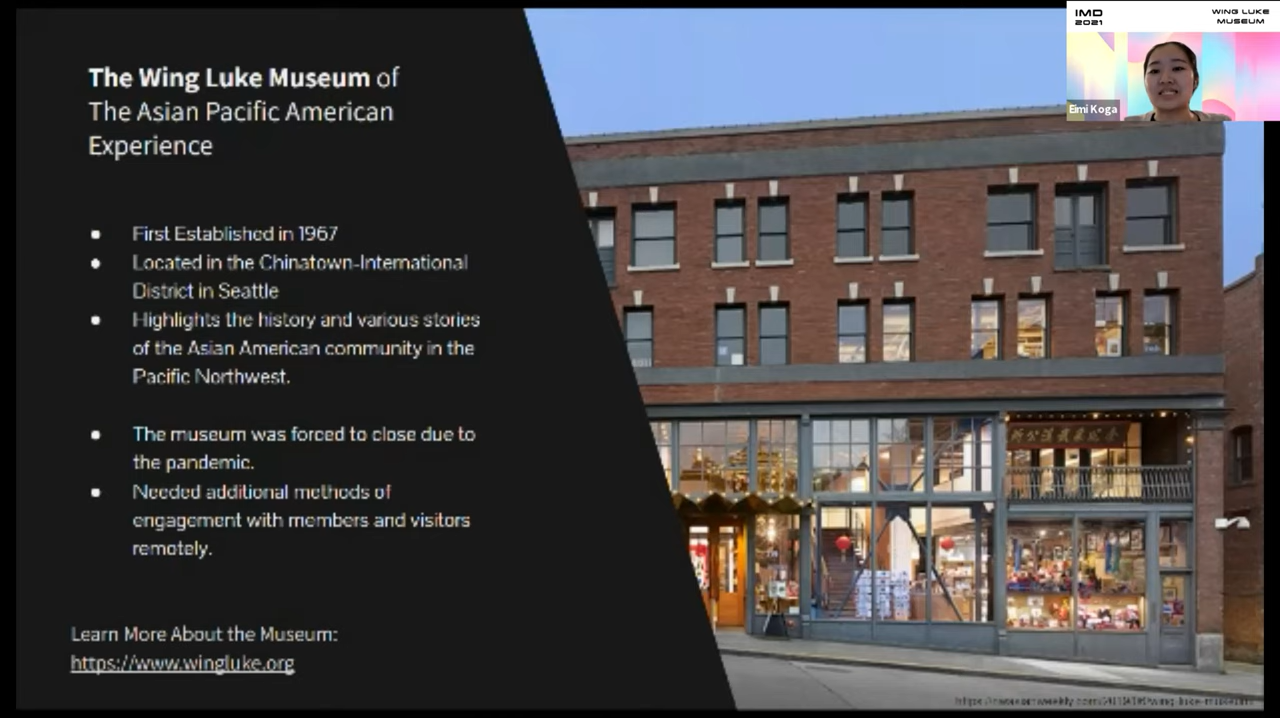 The Wing Luke Museum of
The Asian Pacific American
Experience
First Established in 1967
Located in the Chinatown-International
District in Seattle
Highlights the history and various stories
of the Asian American community in the
Pacific Northwest.
The museum was forced to close due to
the pandemic.
Needed additional methods of
engagement with members and visitors
remotely.
Learn More About the Museum:
https://www.wingluke.org
IMD
2021
WING LUKE
MUSEUM
Eimi Koga